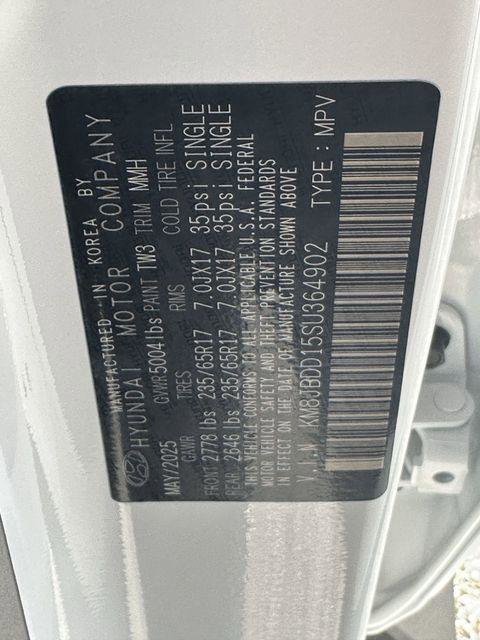 MANUFACTURED IN KOREA BY
HYUNDAI MOTOR COMPANY
MAY/2025 GVWR 5004lbs PAINT TW3 TRIM MMH
GAWR TIRES RIMS COLD TIRE INFL
FRONT 2778 lbs 235/65R17 7.0JX17 35psi SINGLE
REAR 2646 lbs 235/65R17 7.0JX17 35psi SINGLE
THIS VEHICLE CONFORMS TO ALL APPLICABLE U.S.A. FEDERAL
MOTOR VEHICLE SAFETY AND THEFT PREVENTION STANDARDS
IN EFFECT ON THE DATE OF MANUFACTURE SHOWN ABOVE
V.I.N KM8JBDD15SU364902 TYPE : MPV